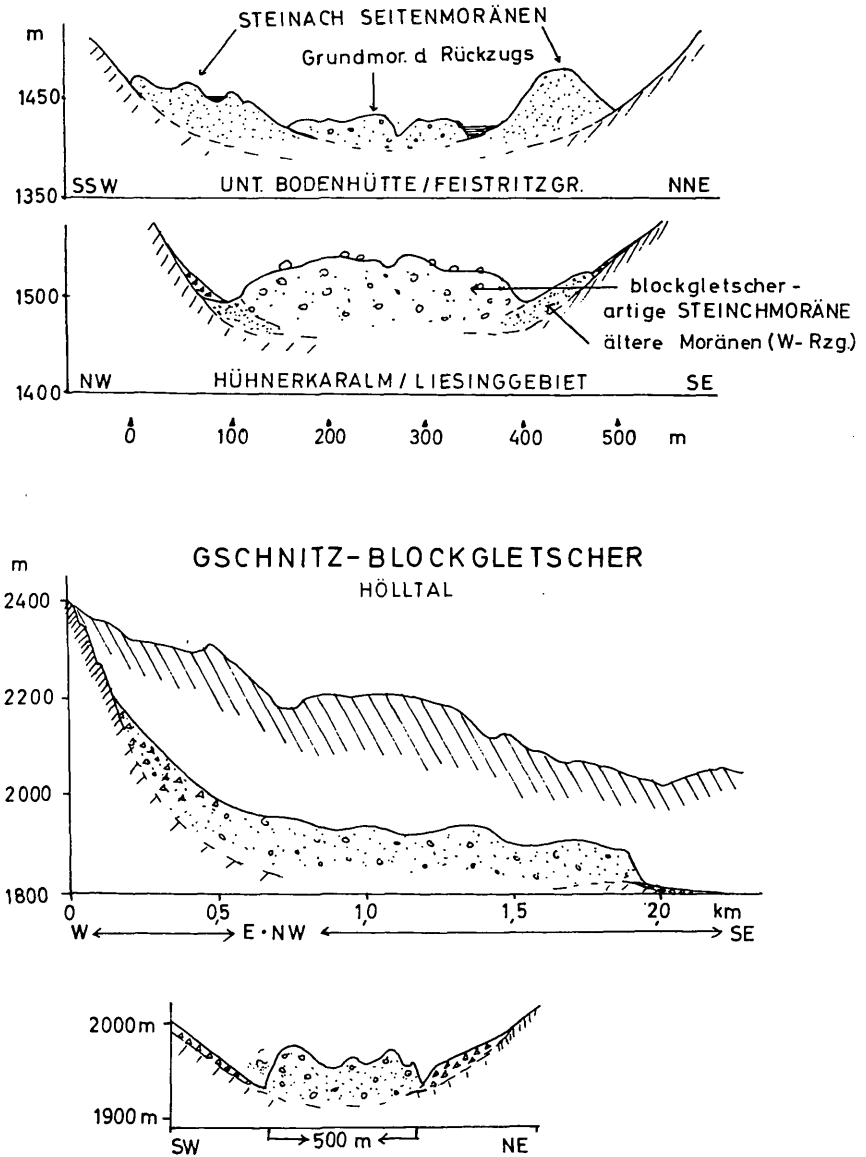 STEINACH SEITENMORÄNEN
m
Grundmor. d Rückzugs
1450
1350
SSW UNT. BODENHÜTTE/FEISTRITZGR. NNE
1500
blockgletscher-
artige STEINCHMORÄNE
ältere Moränen (W-Rzg.)
1400
NW HÜHNERKARALM/LIESINGGEBIET SE
0 100 200 300 400 500 m
GSCHNITZ-BLOCKGLETSCHER
HÖLLTAL
m
2400
2200
2000
1800
0 0,5 1,0 1,5 20 km
W E·NW SE
2000 m
1900 m
SW 500 m NE